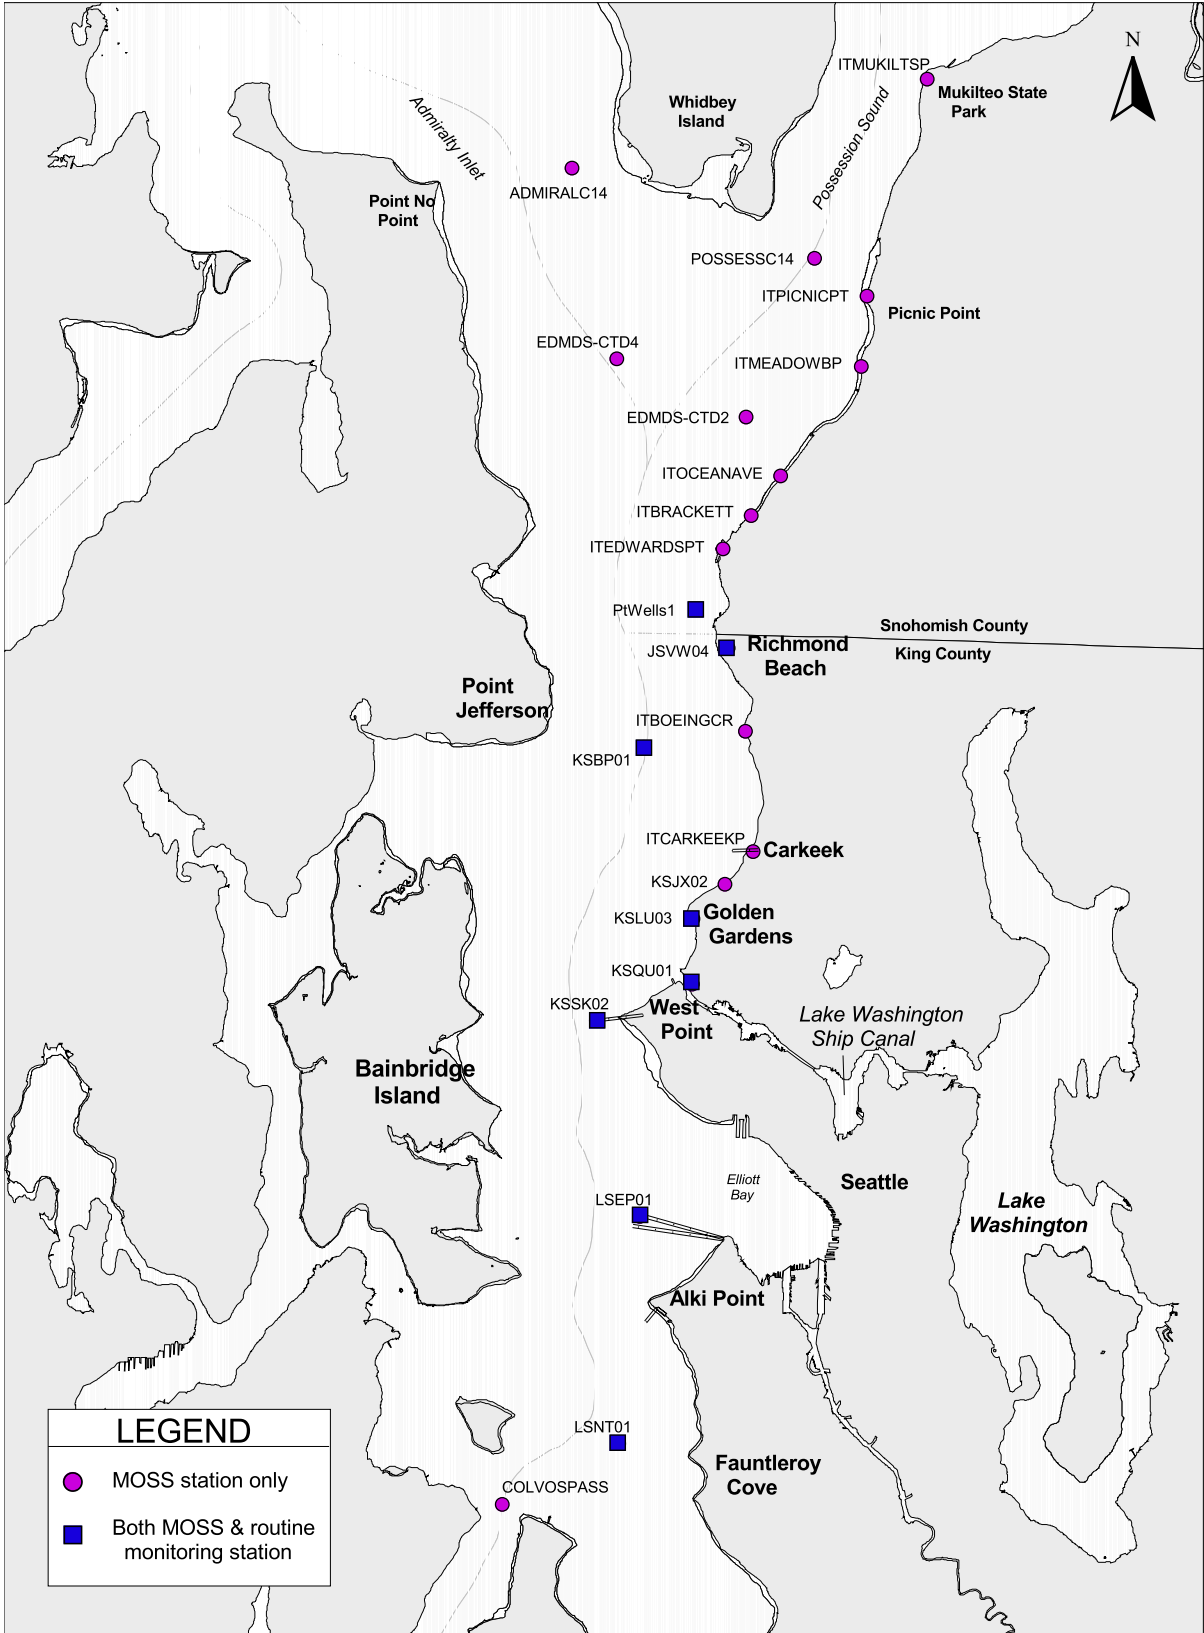 N
ITMUKILTSP
Mukilteo State
Park
Whidbey
Island
Admiralty Inlet
Possession Sound
ADMIRALC14
Point No
Point
POSSESSC14
ITPICNICPT
Picnic Point
EDMDS-CTD4
ITMEADOWBP
EDMDS-CTD2
ITOCEANAVE
ITBRACKETT
ITEDWARDSPT
PtWells1
Snohomish County
King County
JSVW04
Richmond
Beach
Point
Jefferson
ITBOEINGCR
KSBP01
ITCARKEEKP
Carkeek
KSJX02
KSLU03
Golden
Gardens
KSQU01
KSSK02
West
Point
Lake Washington
Ship Canal
Bainbridge
Island
Elliott
Bay
Seattle
LSEP01
Lake
Washington
Alki Point
LSNT01
Fauntleroy
Cove
COLVOSPASS
LEGEND
MOSS station only
Both MOSS & routine
monitoring station